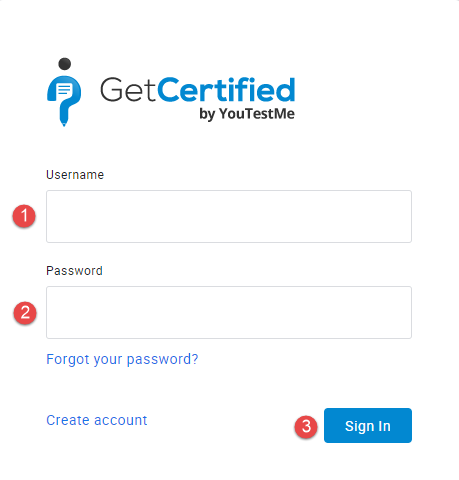 GetCertified
by YouTestMe
Username
1
Password
2
Forgot your password?
Create account
3 Sign In